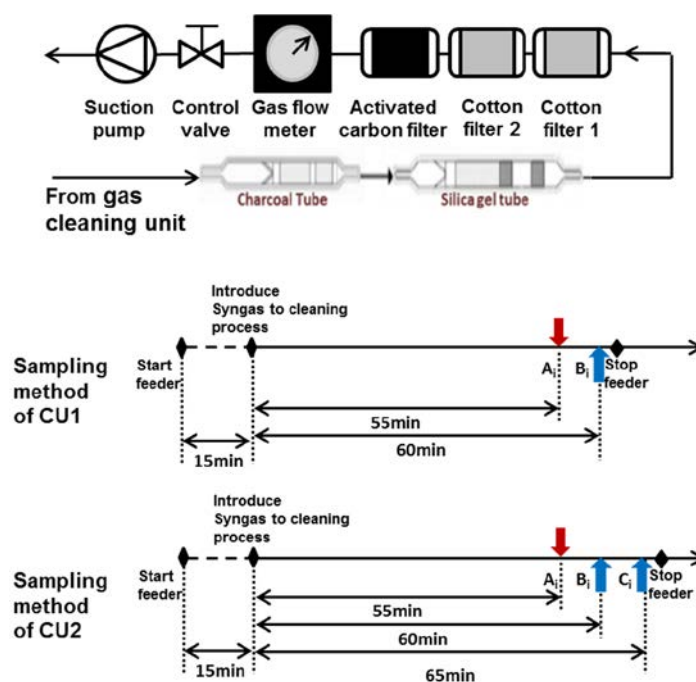 Suction
pump
Control
valve
Gas flow
meter
Activated
carbon filter
Cotton
filter 2
Cotton
filter 1
From gas
cleaning unit
Charcoal Tube
Silica gel tube
Introduce
Syngas to cleaning
process
Sampling
method
of CU1
Start
feeder
Ai
Bi
Stop
feeder
55min
15min
60min
Introduce
Syngas to cleaning
process
Sampling
method
of CU2
Start
feeder
Ai
Bi
Ci
Stop
feeder
55min
60min
15min
65min